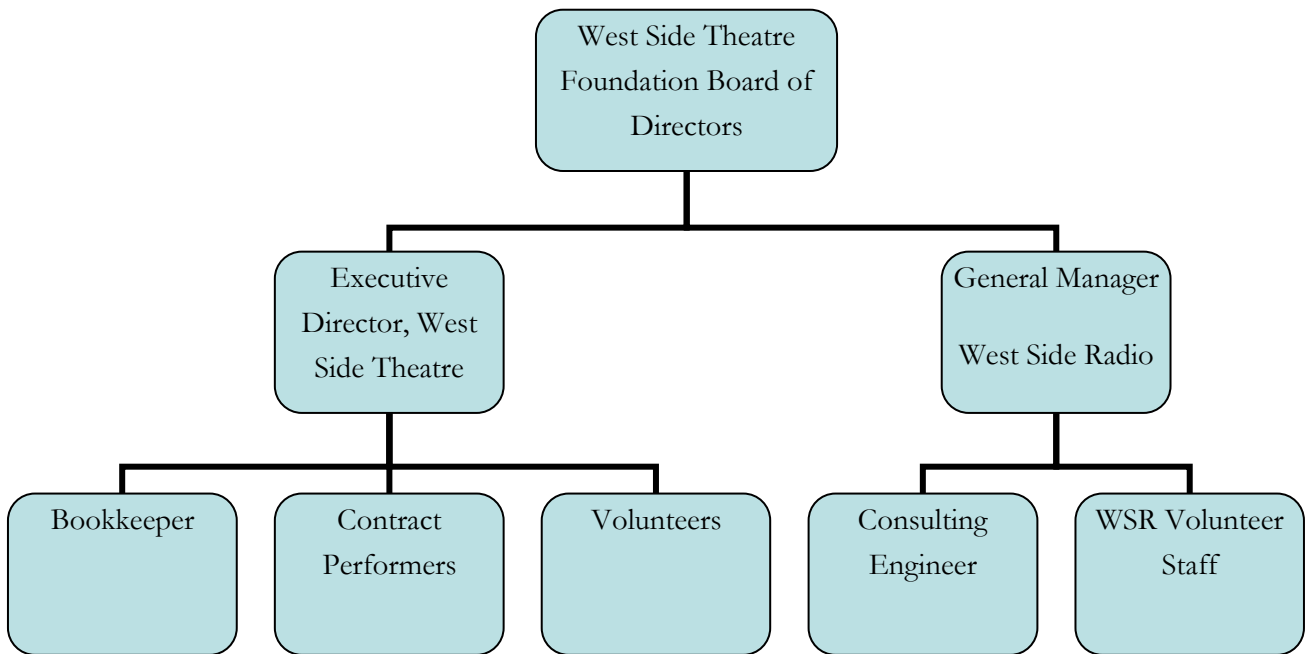 West Side Theatre
Foundation Board of
Directors
Executive
Director, West
Side Theatre
General Manager
West Side Radio
Bookkeeper
Contract
Performers
Volunteers
Consulting
Engineer
WSR Volunteer
Staff